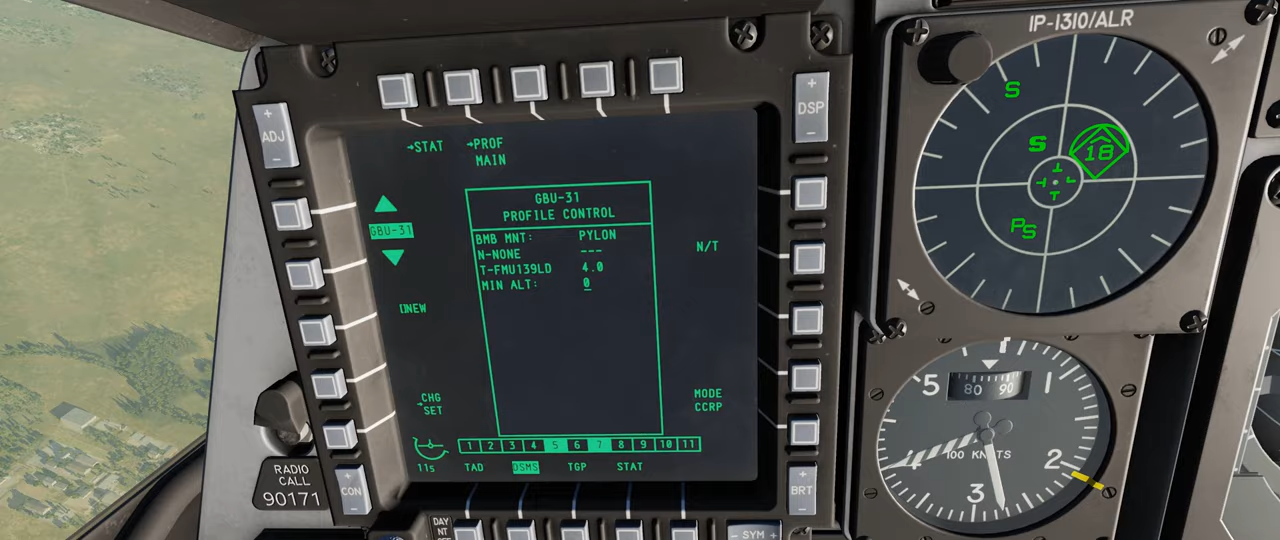 IP-1310/ALR
+
ADJ
-
+
DSP
-
→STAT
→PROF
MAIN
GBU-31
GBU-31
PROFILE CONTROL
BMB MNT: PYLON
N-NONE ---
T-FMU139LD 4.0
MIN ALT: 0
N/T
NEW
CHG
SET
MODE
CCRP
1 2 3 4 5 6 7 8 9 10 11
11s
TAD DSMS TGP STAT
RADIO
CALL
90171
+
CON
-
+
BRT
-
DAY
NT
- SYM +
S
S
18
PS
5
80 90
1
4
100 KNOTS
2
3